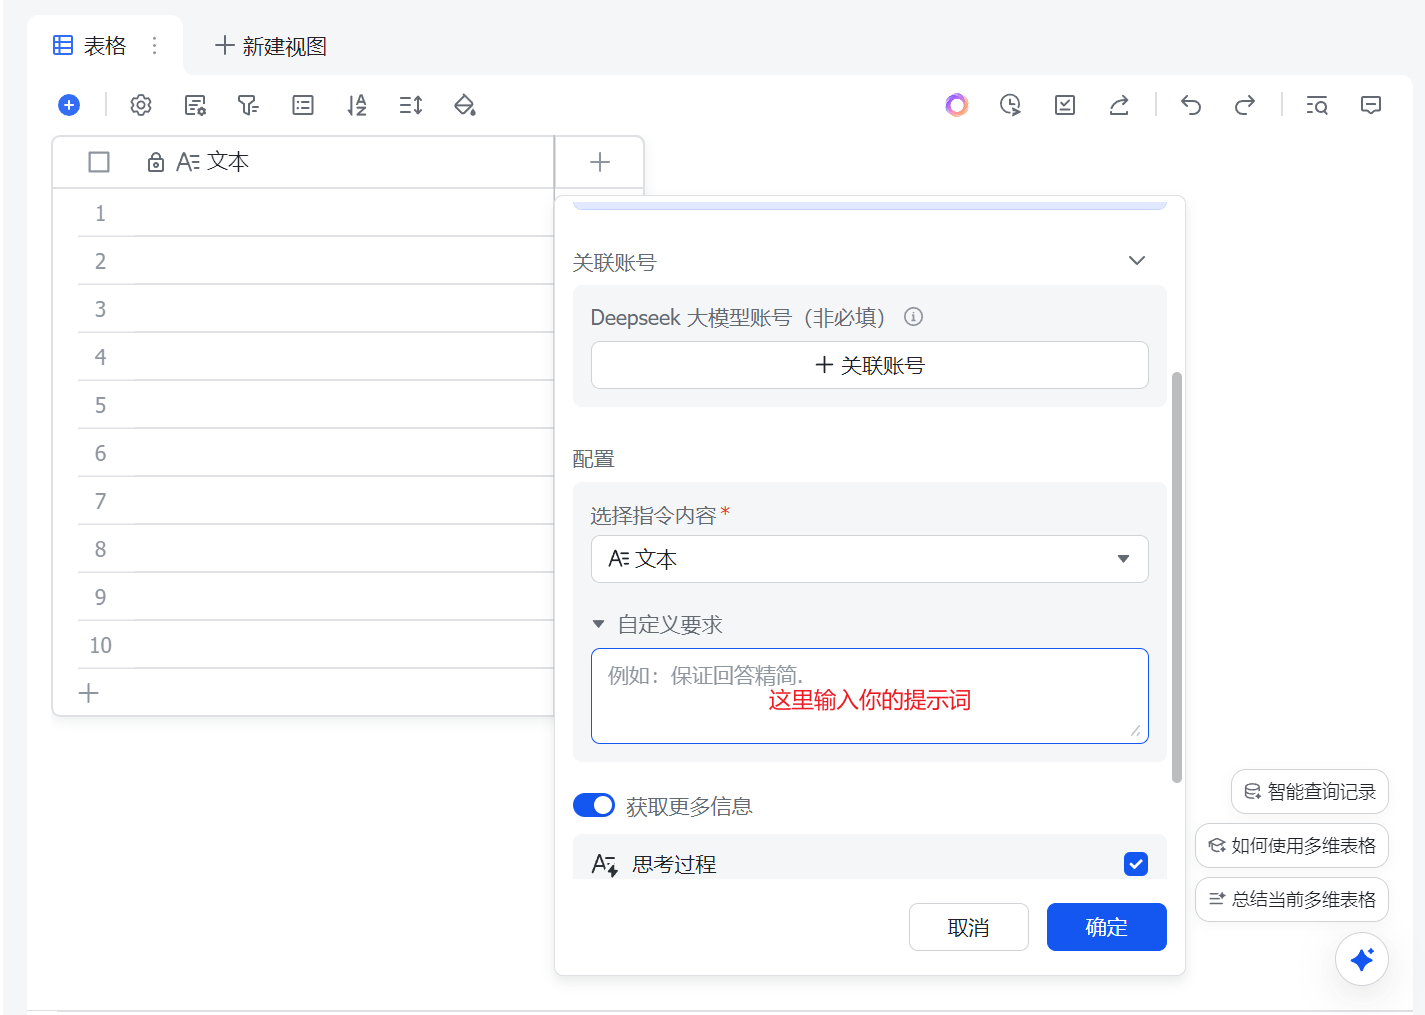 表格
新建视图
文本
1
2
3
4
5
6
7
8
9
10
关联账号
Deepseek 大模型账号（非必填）
关联账号
配置
选择指令内容*
文本
自定义要求
例如：保证回答精简.
这里输入你的提示词
获取更多信息
思考过程
取消
确定
智能查询记录
如何使用多维表格
总结当前多维表格